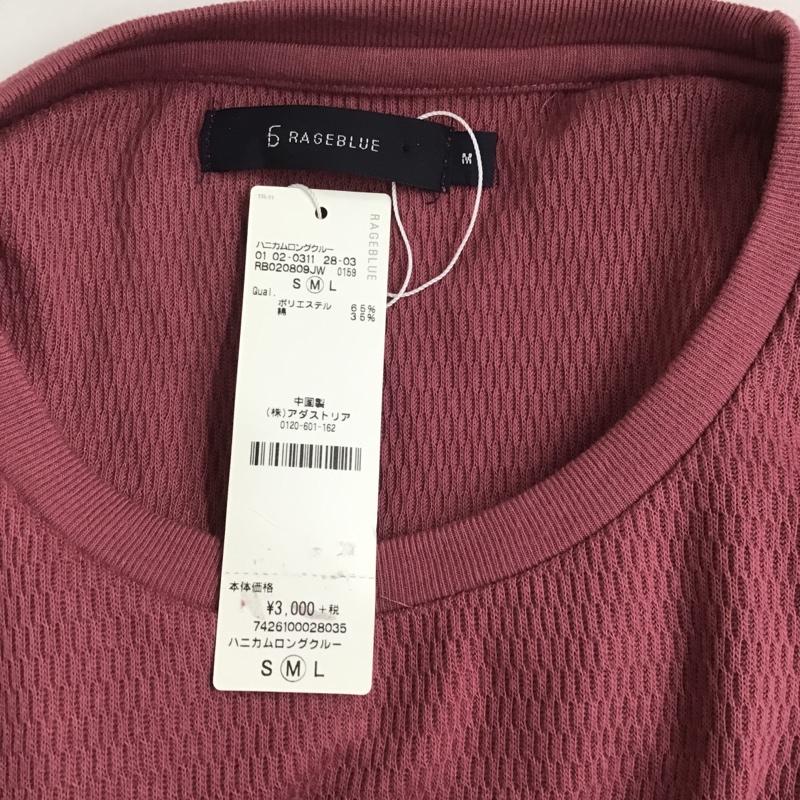 RAGEBLUE
M
RAGEBLUE
ハニカムロングクルー
01 02-0311 28-03
RB020809JW 0159
S M L
Qual.
ポリエステル 65%
綿 35%
中国製
(株)アダストリア
0120-601-162
本体価格
¥3,000+税
7426100028035
ハニカムロングクルー
S M L